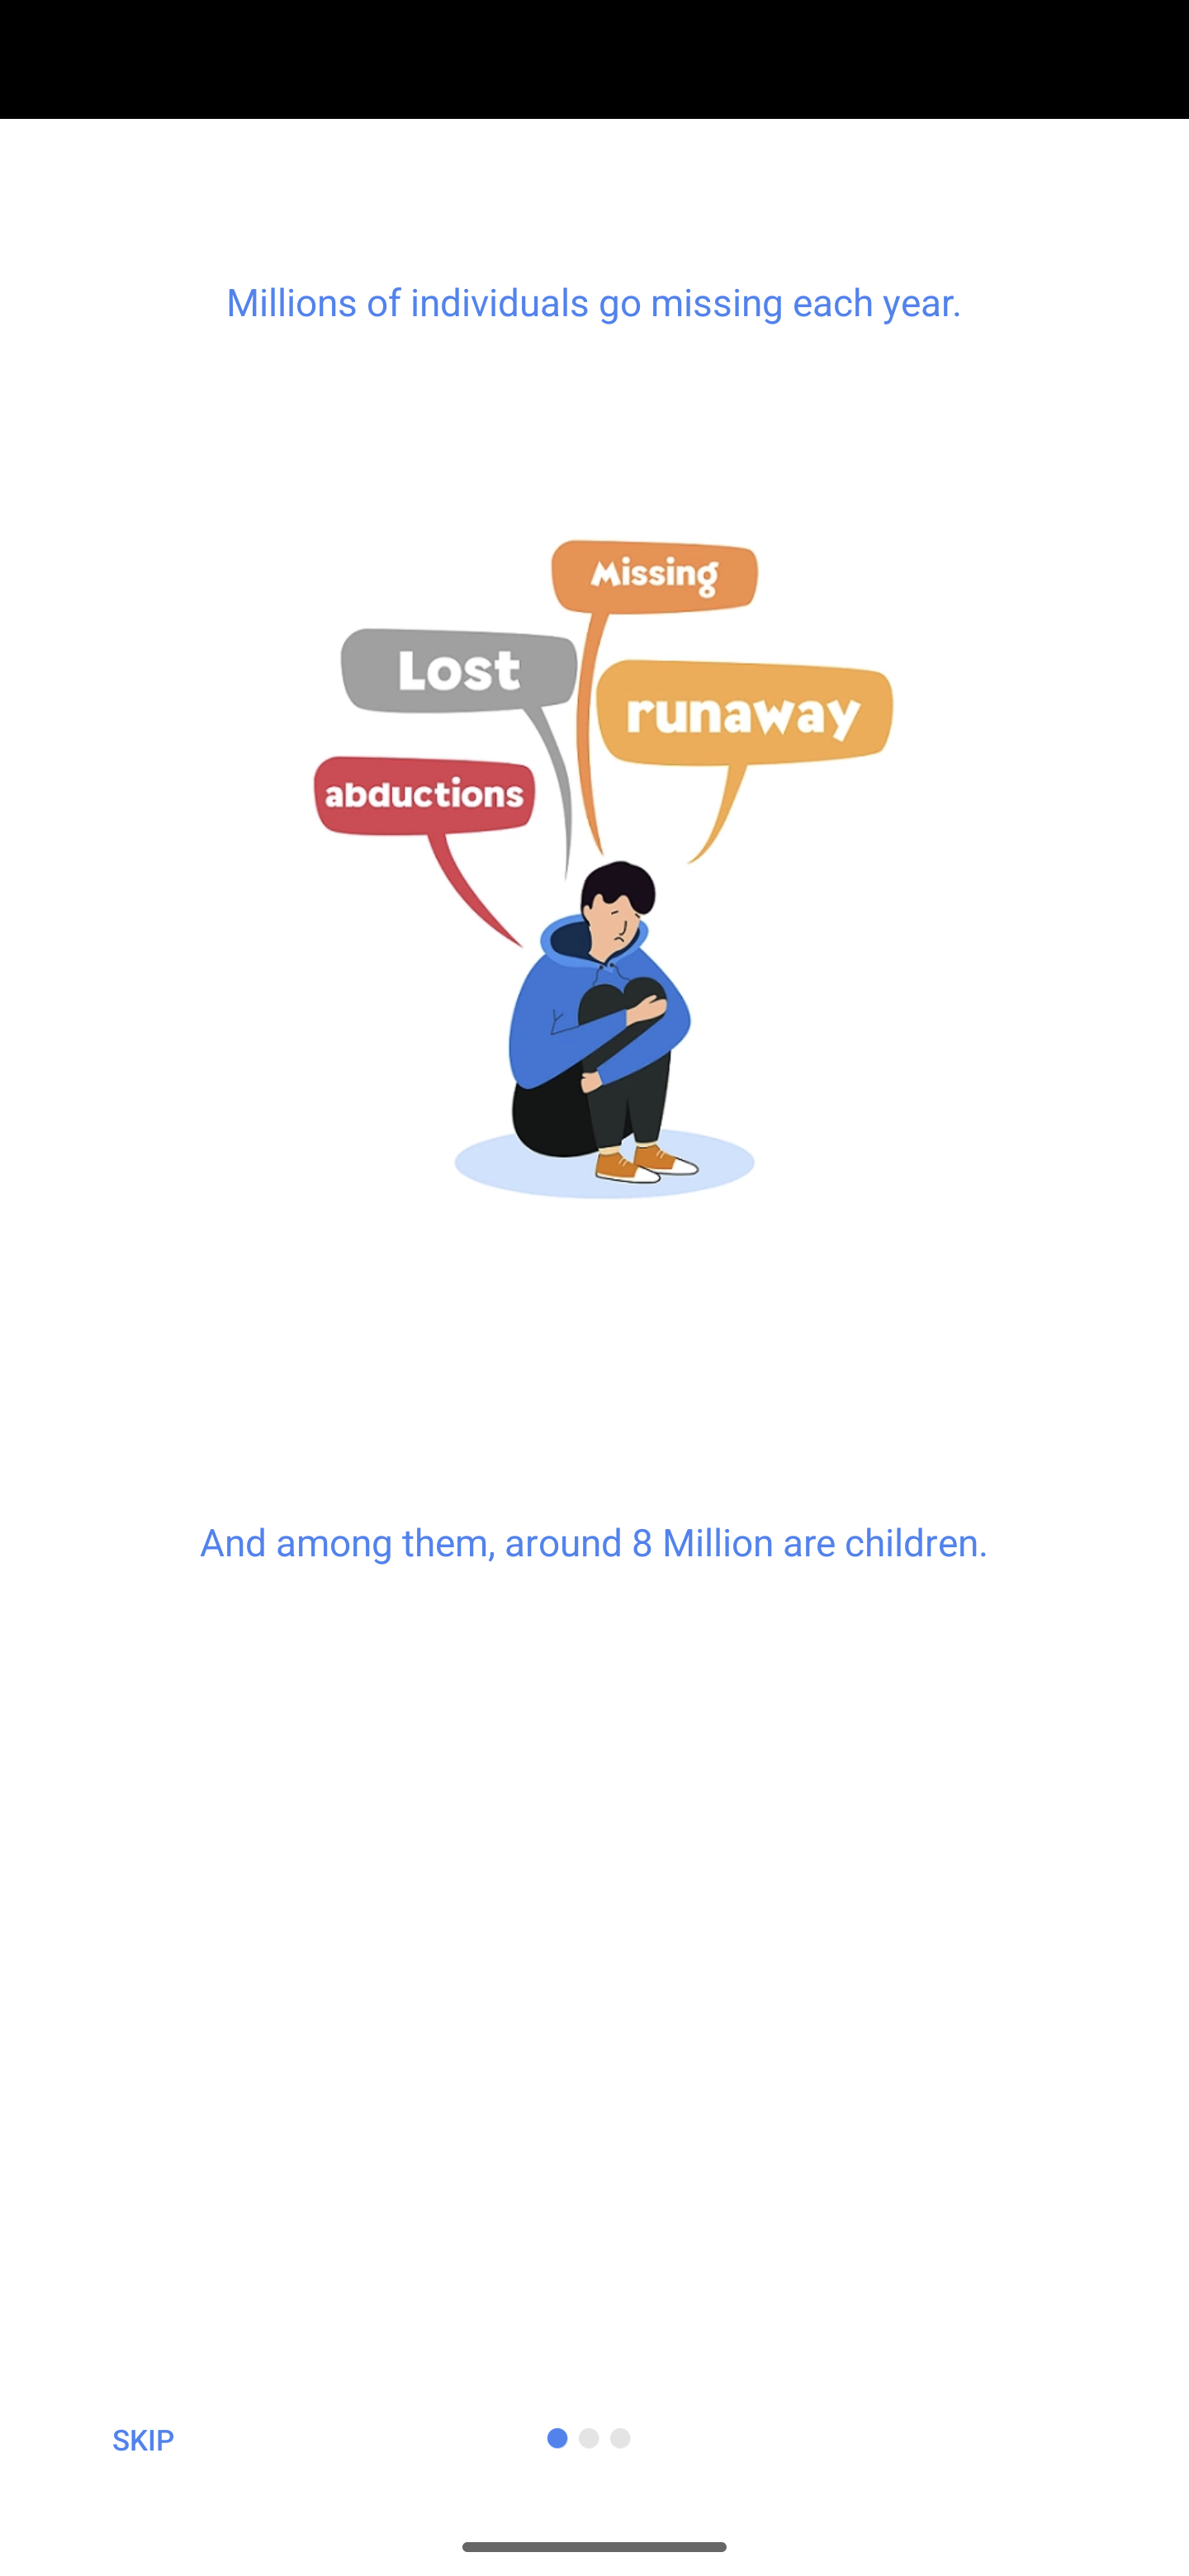 Millions of individuals go missing each year.
Missing
Lost
runaway
abductions
And among them, around 8 Million are children.
SKIP